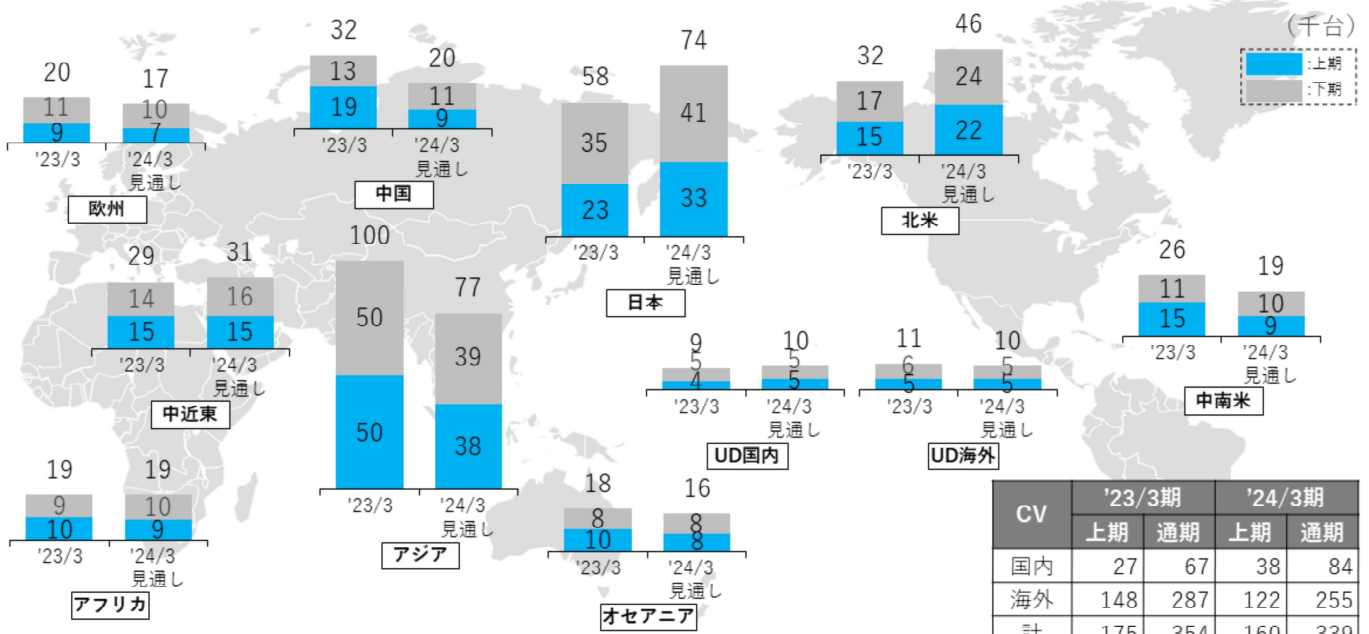 (千台)
:上期
:下期
20
11
9
'23/3
17
10
7
'24/3
見通し
欧州
32
13
19
'23/3
20
11
9
'24/3
見通し
中国
58
35
23
'23/3
74
41
33
'24/3
見通し
日本
32
17
15
'23/3
46
24
22
'24/3
見通し
北米
29
14
15
'23/3
31
16
15
'24/3
見通し
中近東
100
50
50
'23/3
77
39
38
'24/3
見通し
アジア
9
5
4
'23/3
10
5
5
'24/3
見通し
UD国内
11
6
5
'23/3
10
5
5
'24/3
見通し
UD海外
26
11
15
'23/3
19
10
9
'24/3
見通し
中南米
19
9
10
'23/3
19
10
9
'24/3
見通し
アフリカ
18
8
10
'23/3
16
8
8
'24/3
見通し
オセアニア
CV '23/3期 '24/3期
上期 通期 上期 通期
国内 27 67 38 84
海外 148 287 122 255
計 175 354 160 339